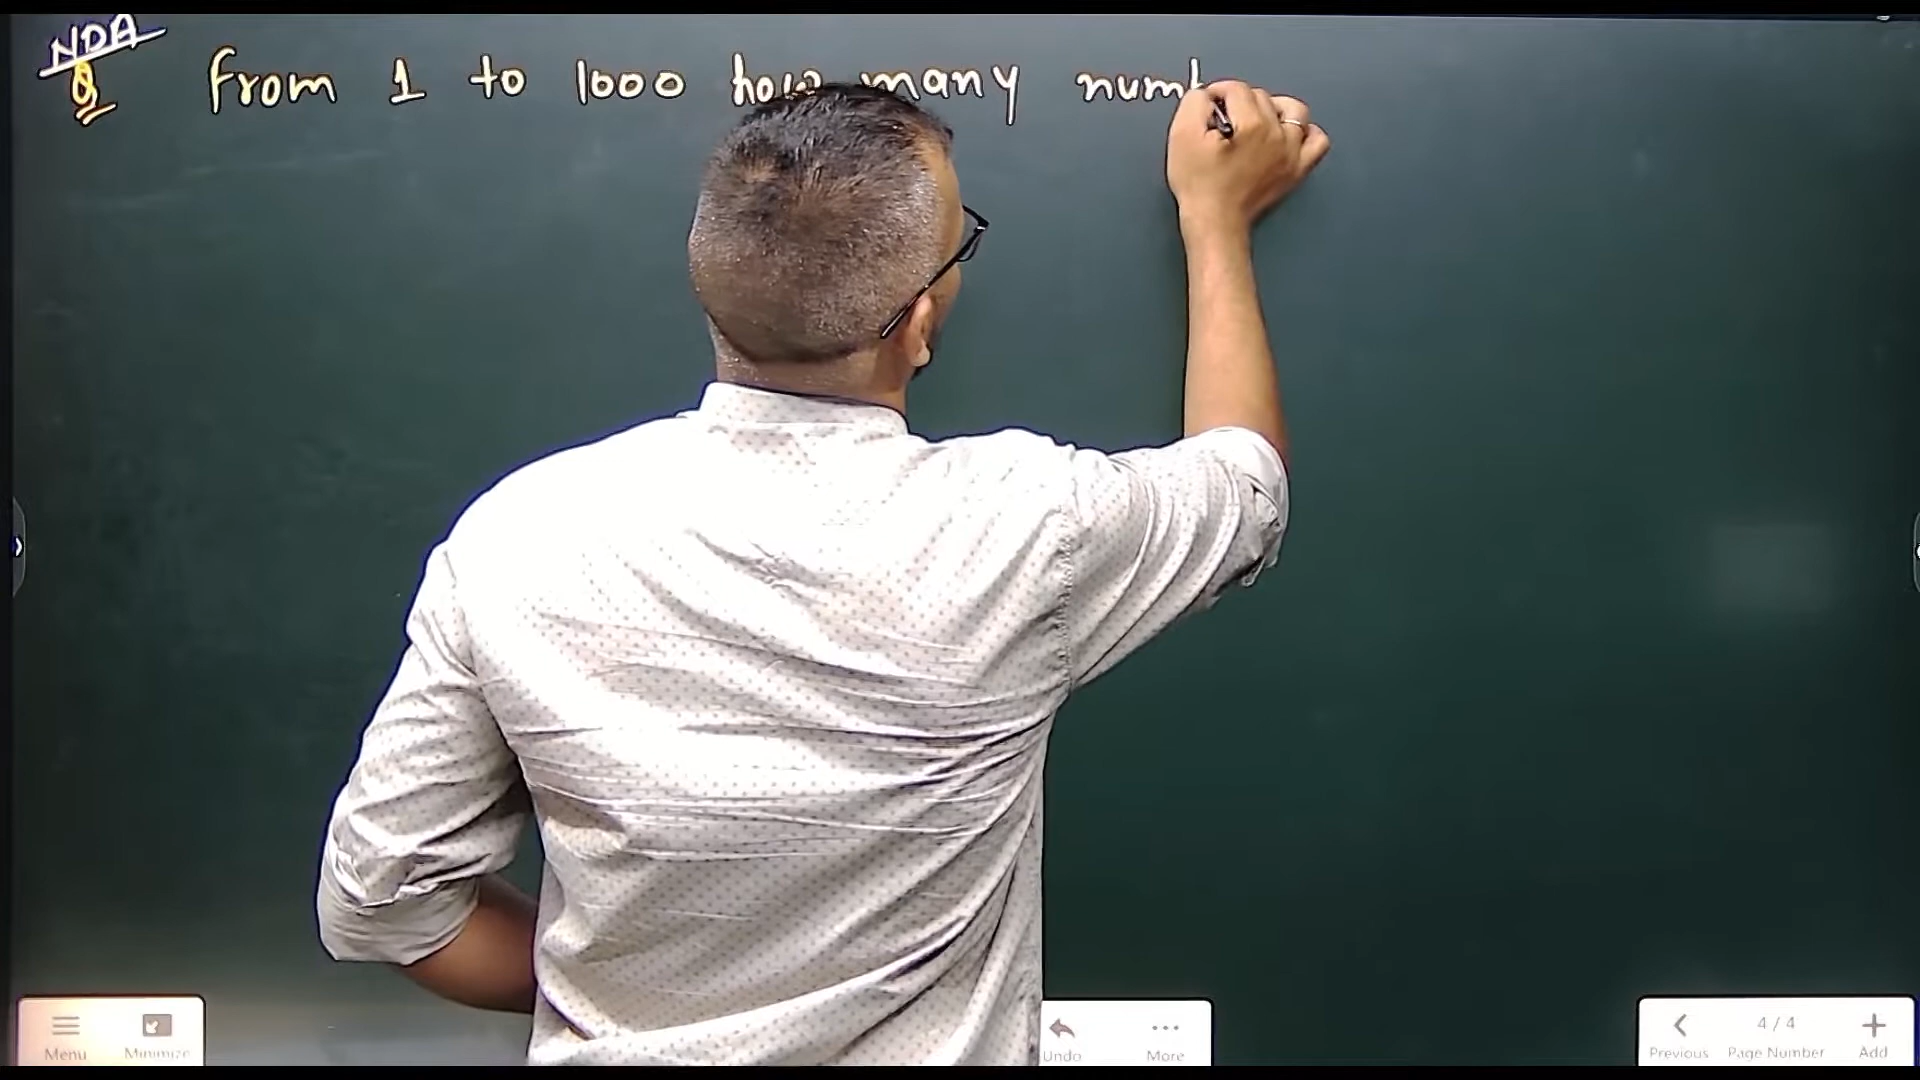 NDA
Q From 1 to 1000 how many numb
Menu Minimize Undo More Previous 4 / 4 Page Number Add